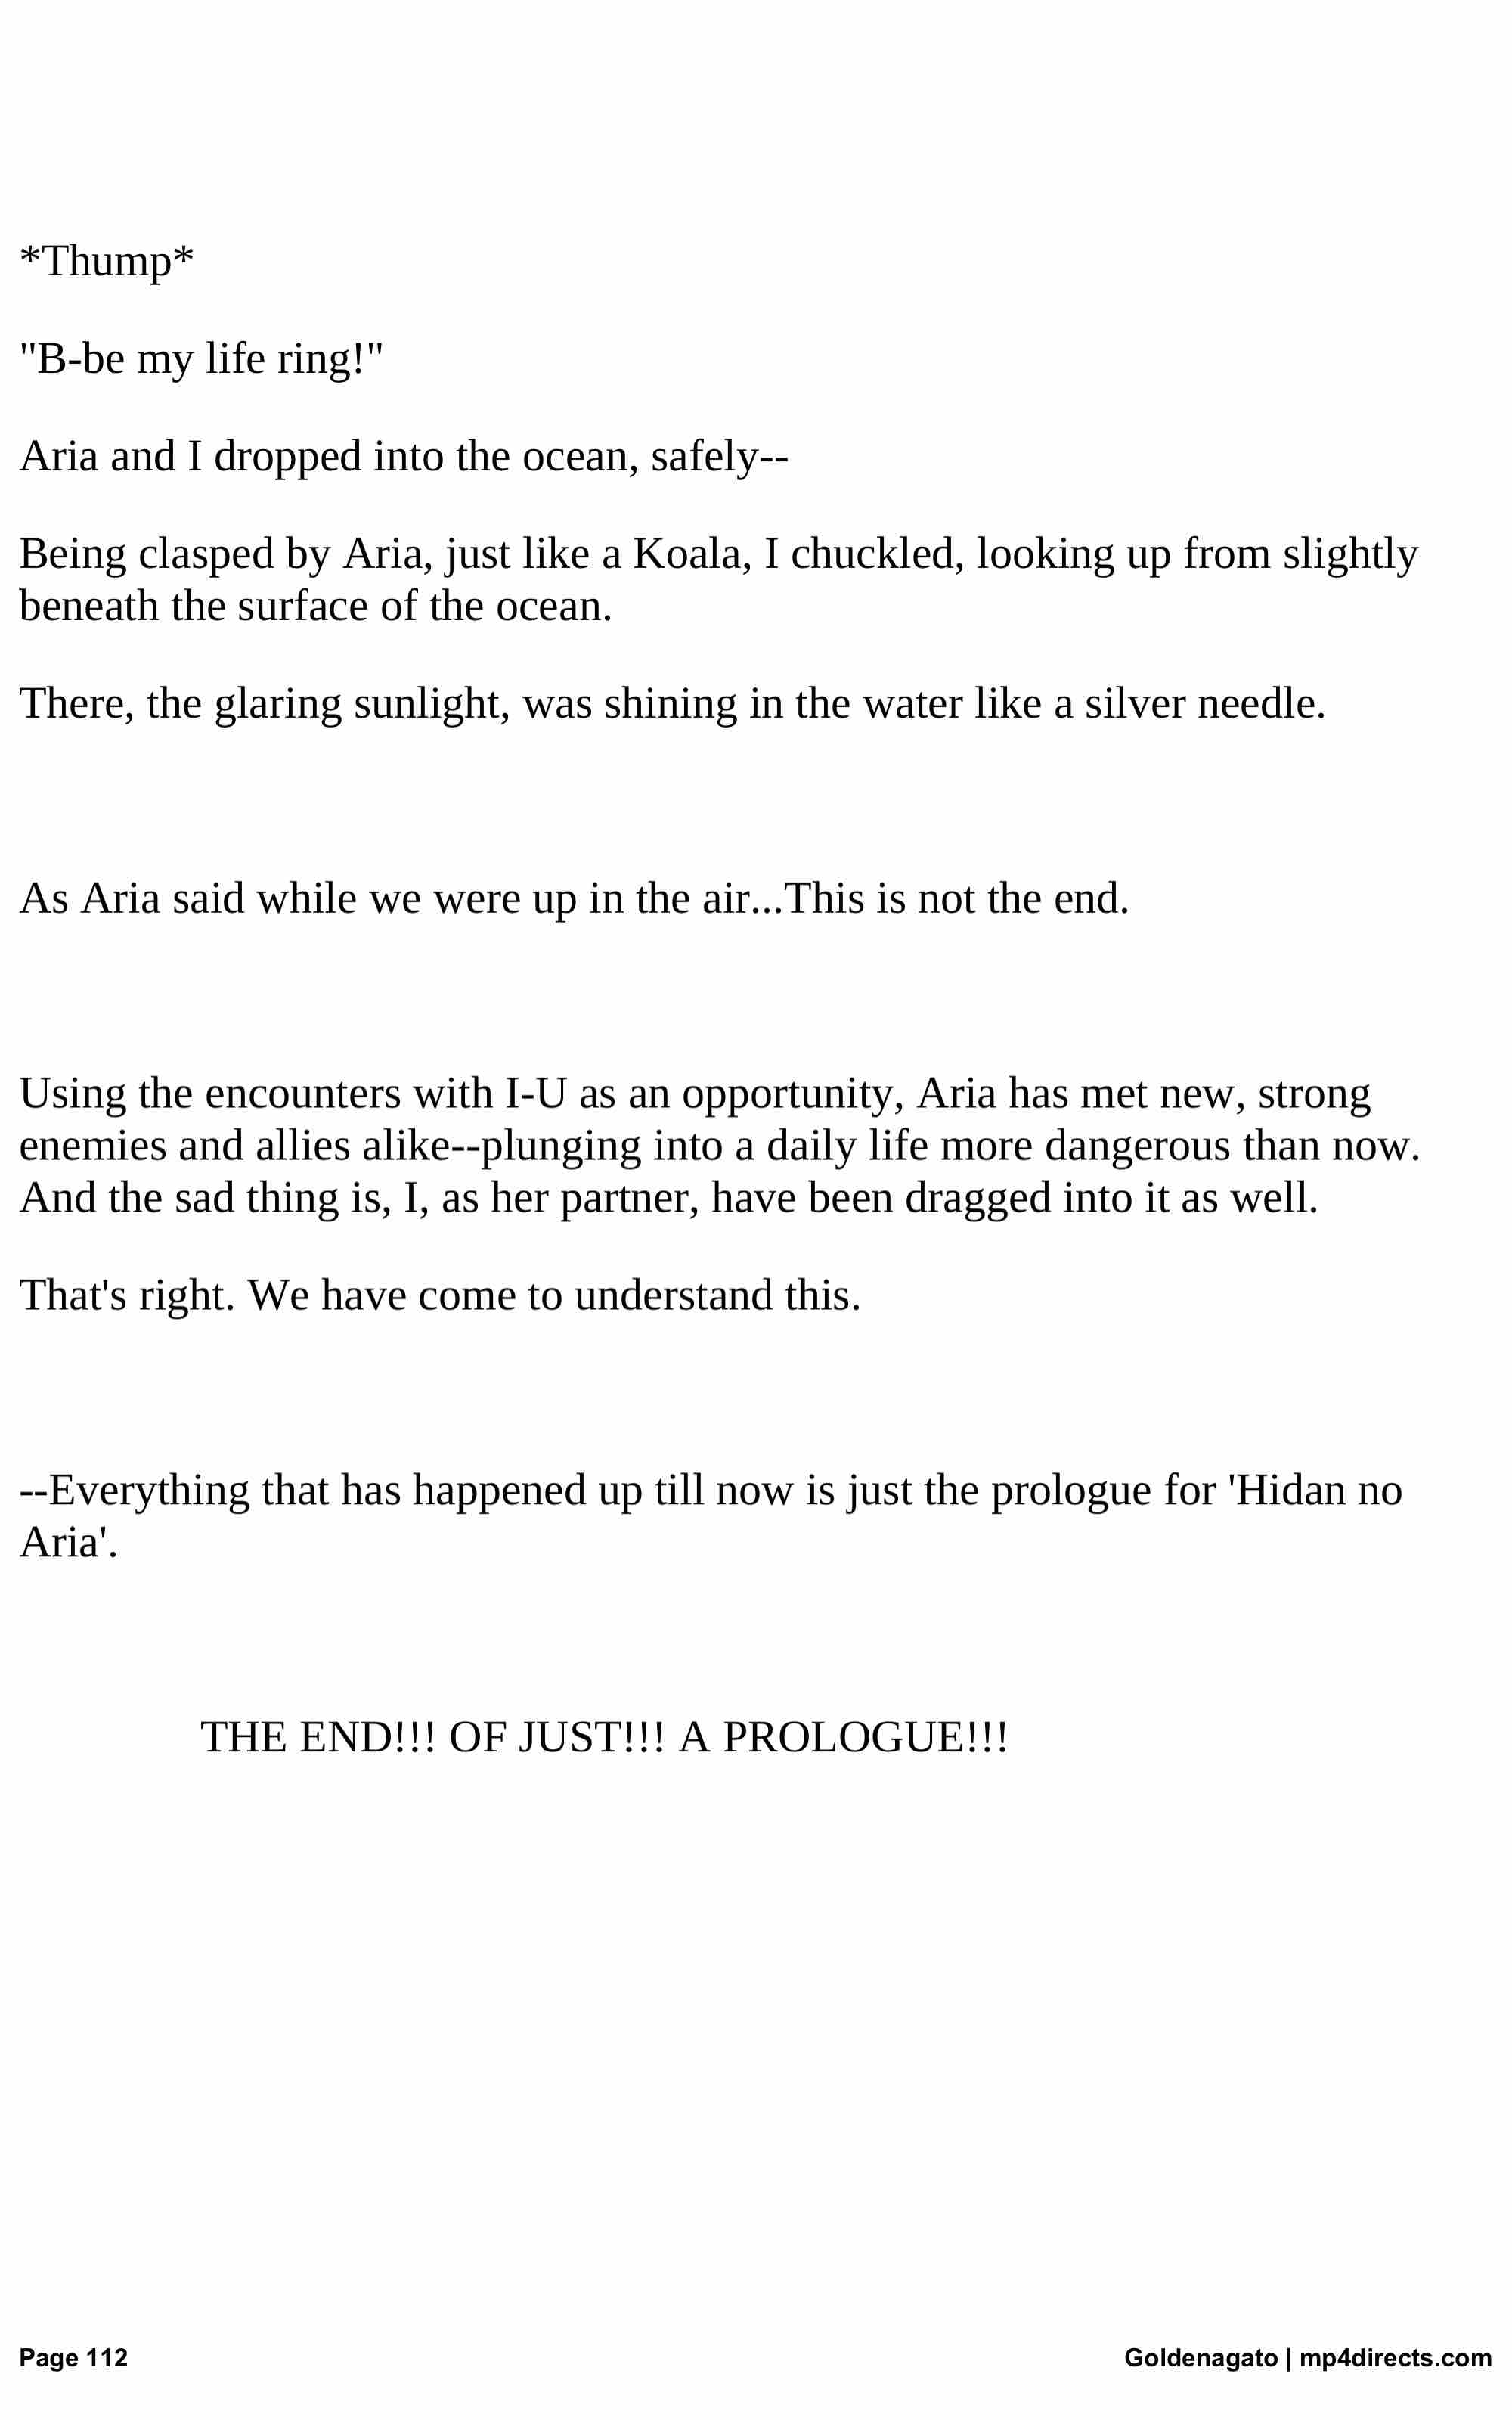 *Thump*
"B-be my life ring!"
Aria and I dropped into the ocean, safely--
Being clasped by Aria, just like a Koala, I chuckled, looking up from slightly
beneath the surface of the ocean.
There, the glaring sunlight, was shining in the water like a silver needle.
As Aria said while we were up in the air...This is not the end.
Using the encounters with I-U as an opportunity, Aria has met new, strong
enemies and allies alike--plunging into a daily life more dangerous than now.
And the sad thing is, I, as her partner, have been dragged into it as well.
That's right. We have come to understand this.
--Everything that has happened up till now is just the prologue for 'Hidan no
Aria'.
THE END!!! OF JUST!!! A PROLOGUE!!!
Page 112
Goldenagato | mp4directs.com